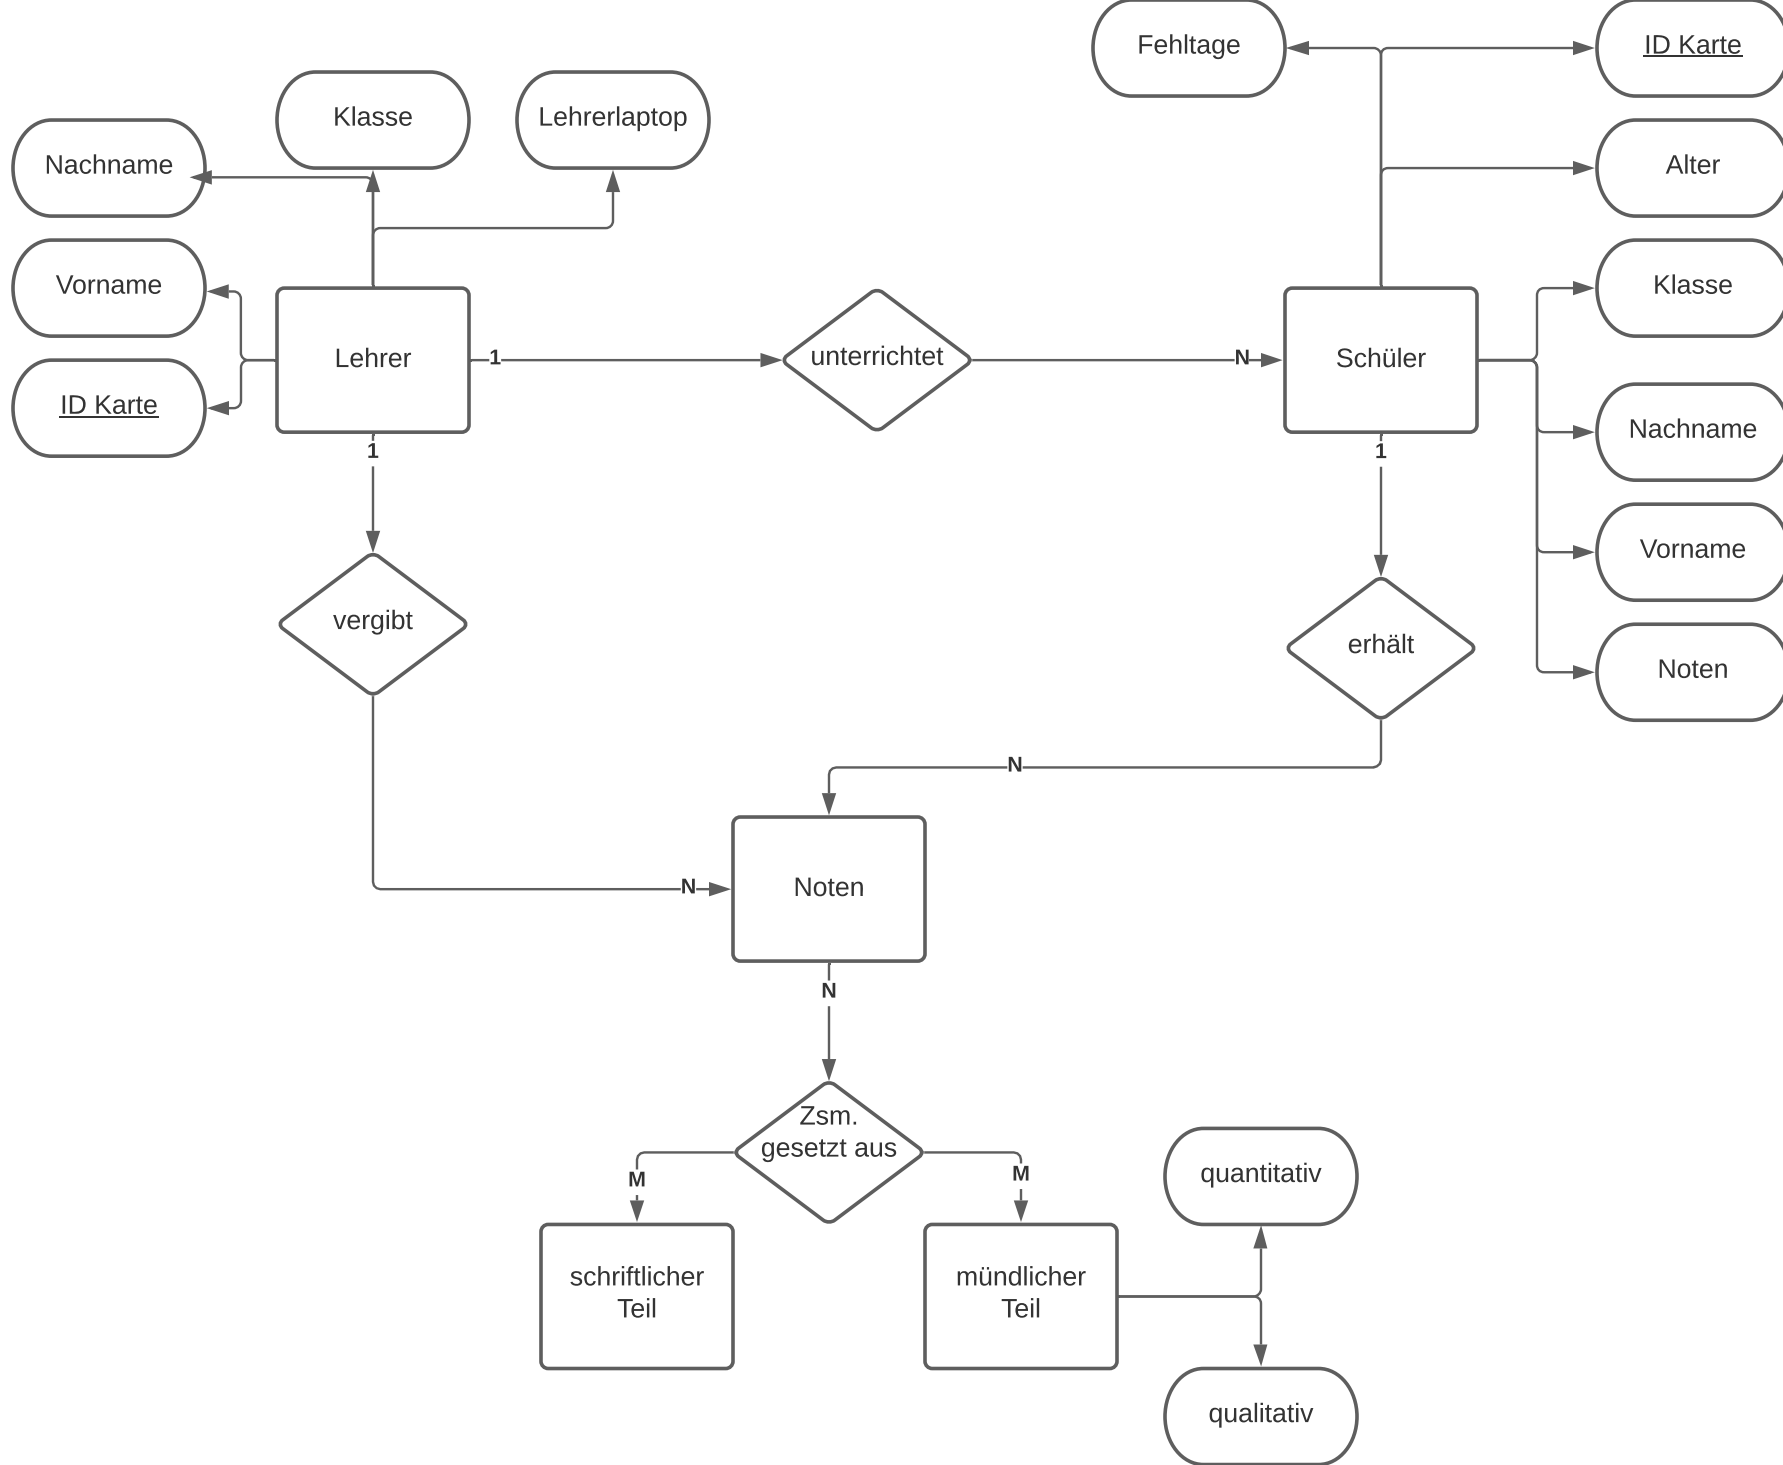 Fehltage
ID Karte
Klasse
Lehrerlaptop
Nachname
Alter
Vorname
Klasse
Lehrer
1
unterrichtet
N
Schüler
ID Karte
Nachname
1
1
Vorname
vergibt
erhält
Noten
N
N
Noten
N
Zsm.
gesetzt aus
M
M
quantitativ
schriftlicher
Teil
mündlicher
Teil
qualitativ